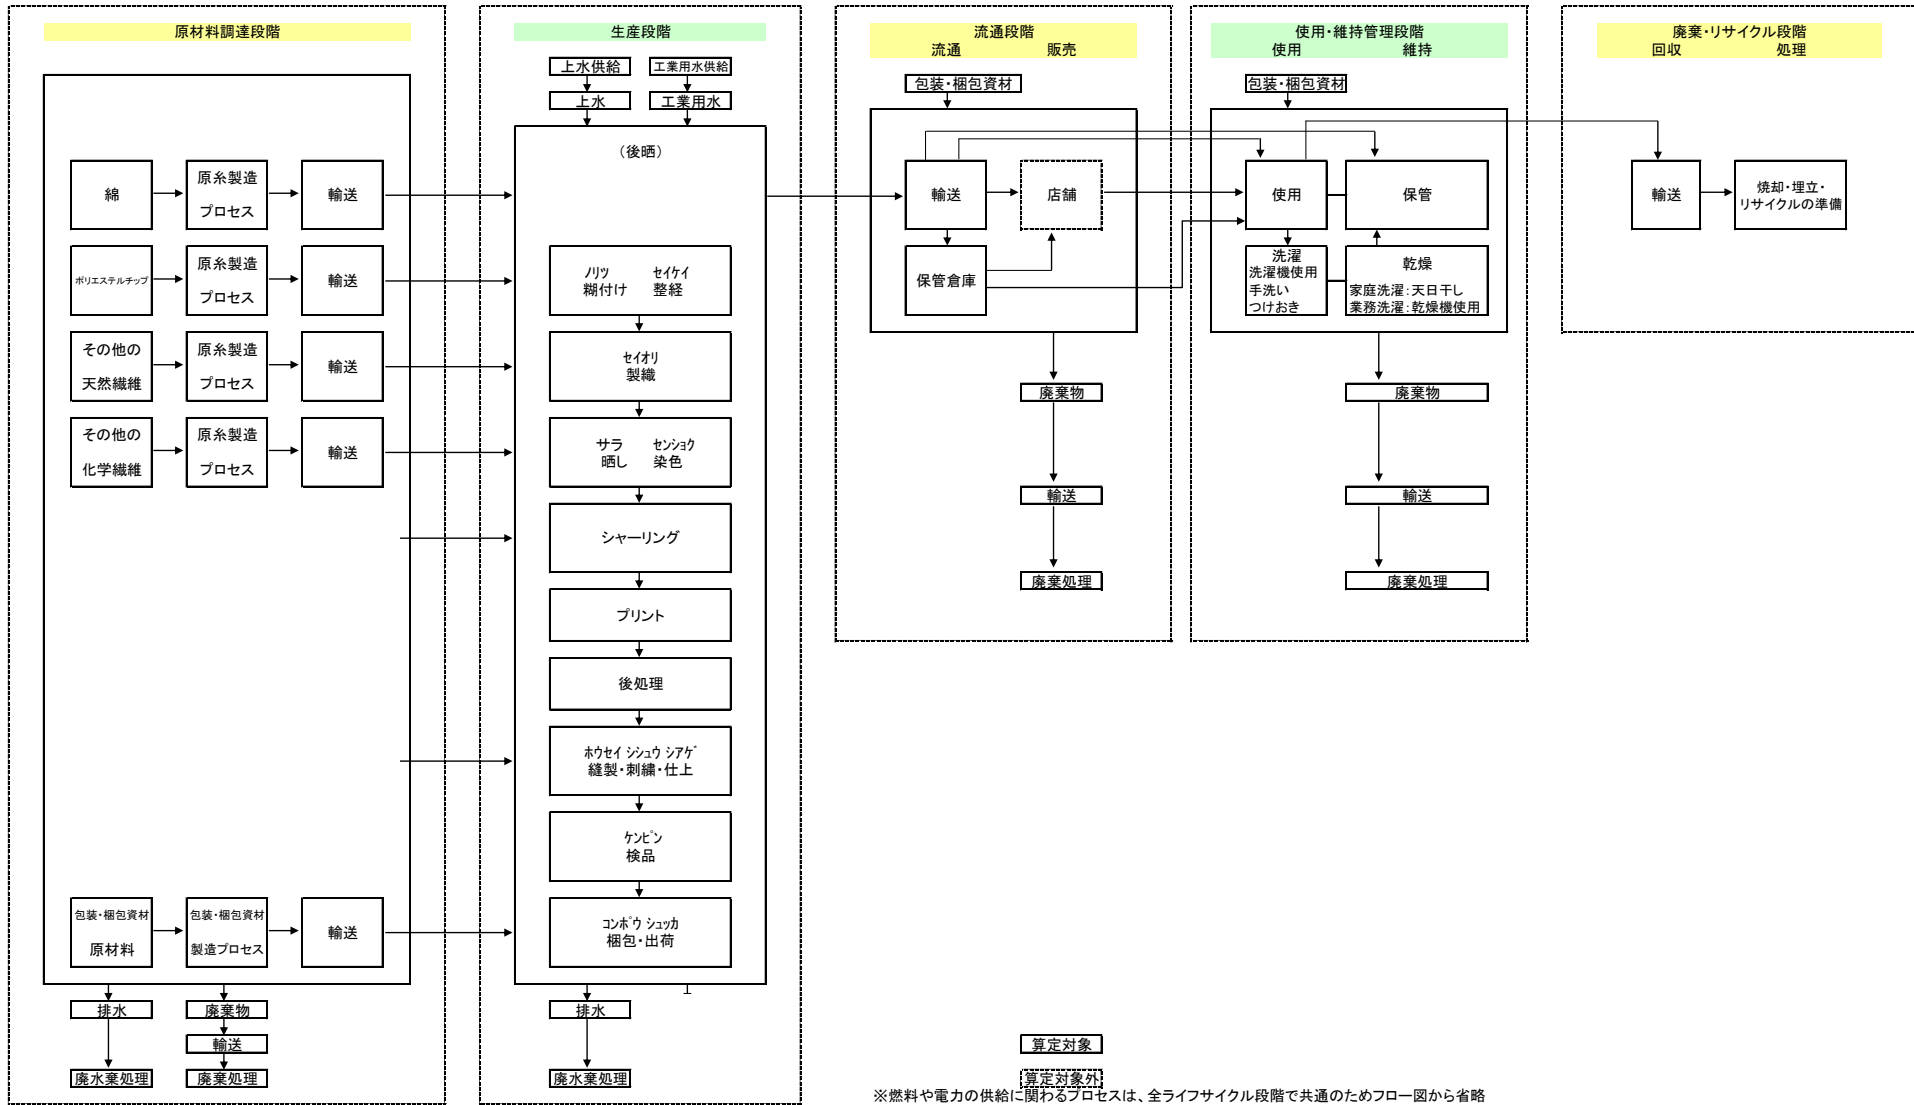 原材料調達段階
綿
原糸製造
プロセス
輸送
ポリエステルチップ
原糸製造
プロセス
輸送
その他の
天然繊維
原糸製造
プロセス
輸送
その他の
化学繊維
原糸製造
プロセス
輸送
包装・梱包資材
原材料
包装・梱包資材
製造プロセス
輸送
排水
廃水棄処理
廃棄物
輸送
廃棄処理
生産段階
上水供給
工業用水供給
上水
工業用水
（後晒）
ノリツ セイケイ
糊付け 整経
セイオリ
製織
サラ センショク
晒し 染色
シャーリング
プリント
後処理
ホウセイ シシュウ シアゲ
縫製・刺繍・仕上
ケンピン
検品
コンポウ シュッカ
梱包・出荷
排水
廃水棄処理
流通段階
流通 販売
包装・梱包資材
輸送
店舗
保管倉庫
廃棄物
輸送
廃棄処理
使用・維持管理段階
使用 維持
包装・梱包資材
使用
保管
洗濯
洗濯機使用
手洗い
つけおき
乾燥
家庭洗濯：天日干し
業務洗濯：乾燥機使用
廃棄物
輸送
廃棄処理
廃棄・リサイクル段階
回収 処理
輸送
焼却・埋立・
リサイクルの準備
算定対象
算定対象外
※燃料や電力の供給に関わるプロセスは、全ライフサイクル段階で共通のためフロー図から省略